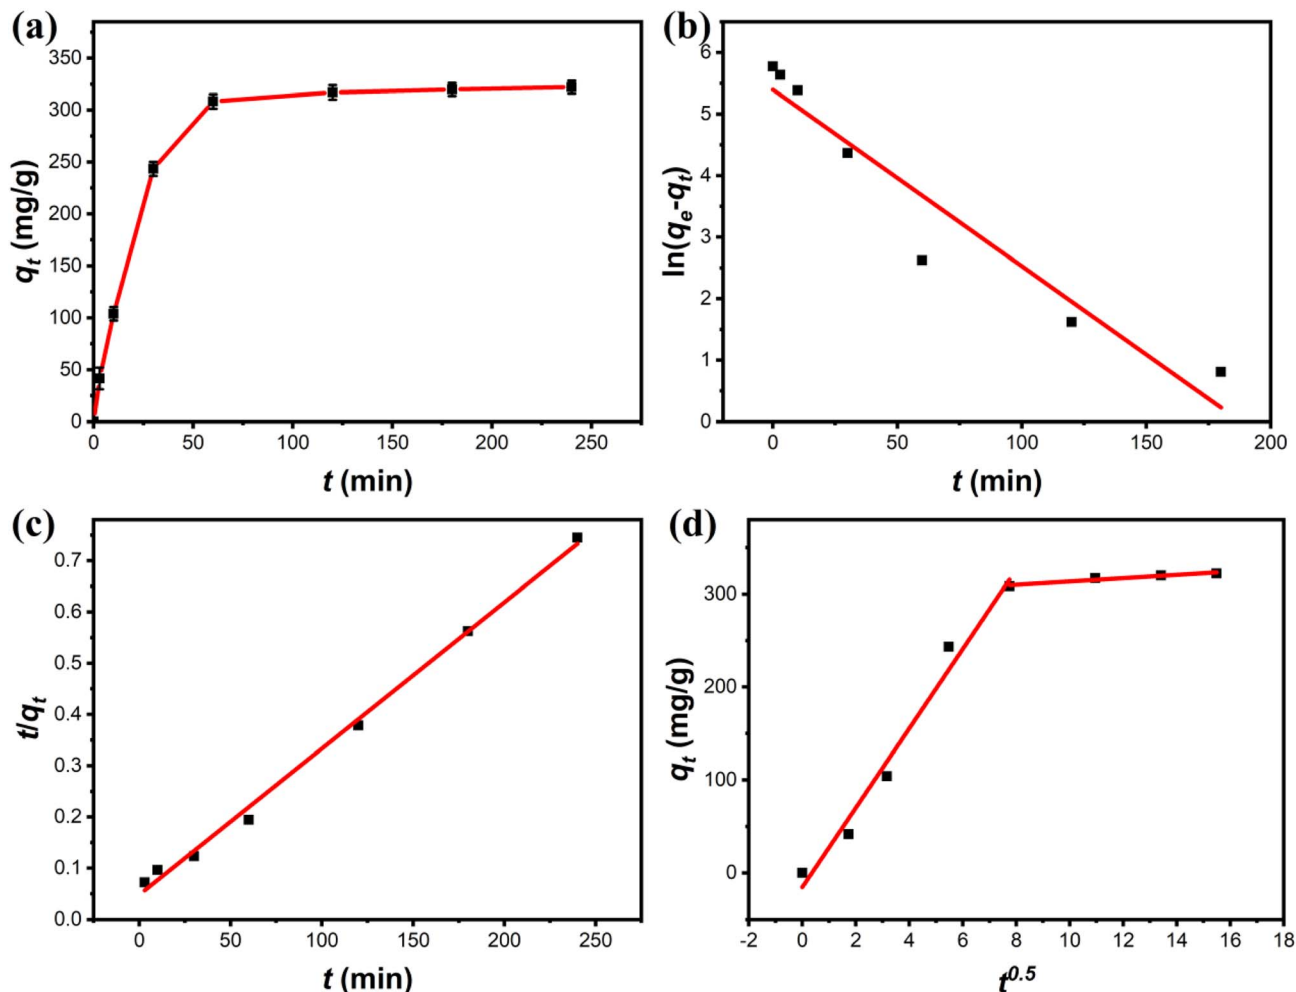 (a)
350
300
250
200
150
100
50
0
0 50 100 150 200 250
qt (mg/g)
t (min)
(b)
6
5
4
3
2
1
0
0 50 100 150 200
ln(qe-qt)
t (min)
(c)
0.7
0.6
0.5
0.4
0.3
0.2
0.1
0.0
0 50 100 150 200 250
t/qt
t (min)
(d)
300
200
100
0
-2 0 2 4 6 8 10 12 14 16 18
qt (mg/g)
t0.5